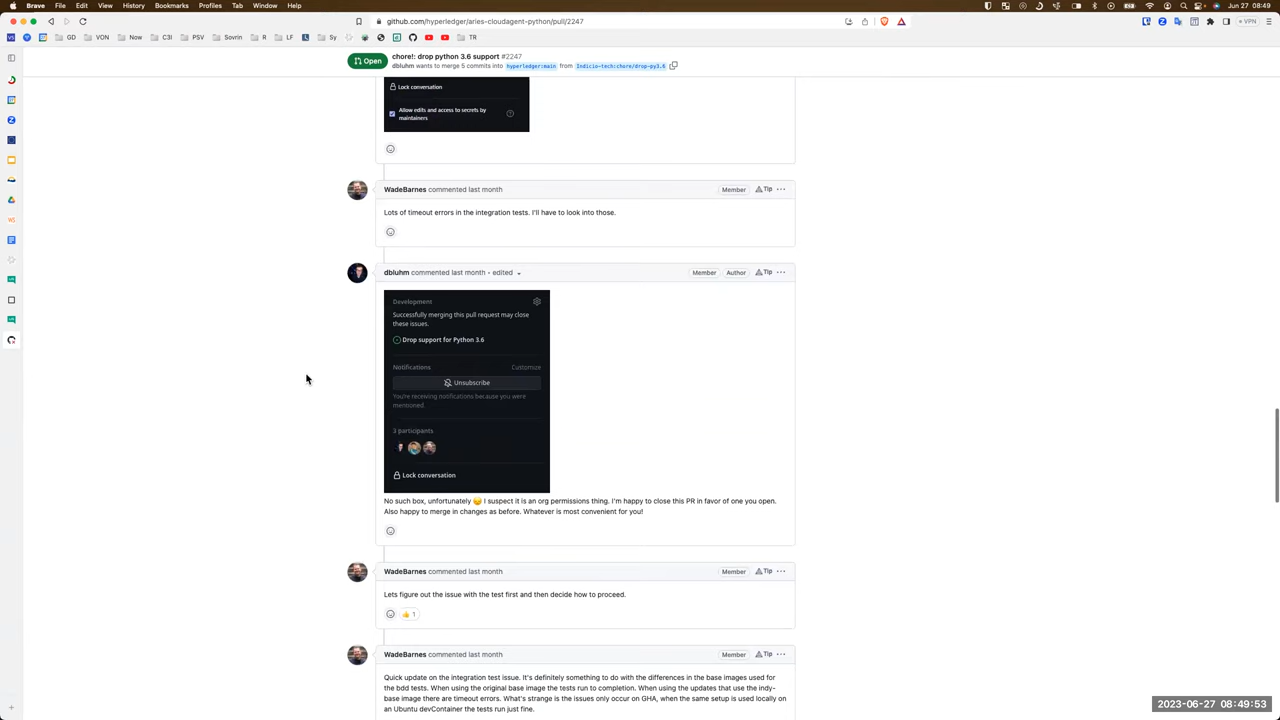 Brave File Edit View History Bookmarks Profiles Tab Window Help
Jun 27 08:49
github.com/hyperledger/aries-cloudagent-python/pull/2247
VPN
GD VON Now C3I PSV Sovrin R LF Sy TR
Open
chore!: drop python 3.6 support #2247
dbluhm wants to merge 5 commits into hyperledger:main from Indicio-tech:chore/drop-py3.6
Lock conversation
Allow edits and access to secrets by
maintainers
WadeBarnes commented last month
Member Tip
Lots of timeout errors in the integration tests. I'll have to look into those.
dbluhm commented last month • edited
Member Author Tip
Development
Successfully merging this pull request may close
these issues.
Drop support for Python 3.6
Notifications Customize
Unsubscribe
You're receiving notifications because you were
mentioned.
3 participants
Lock conversation
No such box, unfortunately 😕 I suspect it is an org permissions thing. I'm happy to close this PR in favor of one you open.
Also happy to merge in changes as before. Whatever is most convenient for you!
WadeBarnes commented last month
Member Tip
Lets figure out the issue with the test first and then decide how to proceed.
👍 1
WadeBarnes commented last month
Member Tip
Quick update on the integration test issue. It's definitely something to do with the differences in the base images used for
the bdd tests. When using the original base image the tests run to completion. When using the updates that use the indy-
base image there are timeout errors. What's strange is the issues only occur on GHA, when the same setup is used locally on
an Ubuntu devContainer the tests run just fine.
2023-06-27 08:49:53